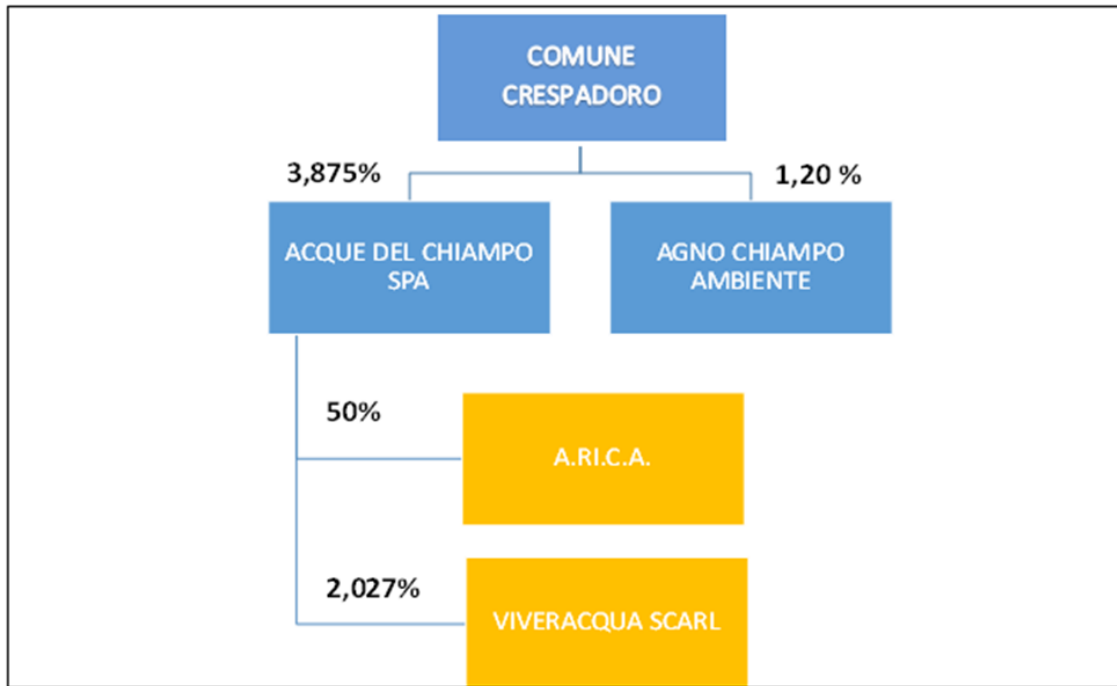 COMUNE
CRESPADORO
3,875%
1,20 %
ACQUE DEL CHIAMPO
SPA
AGNO CHIAMPO
AMBIENTE
50%
A.RI.C.A.
2,027%
VIVERACQUA SCARL